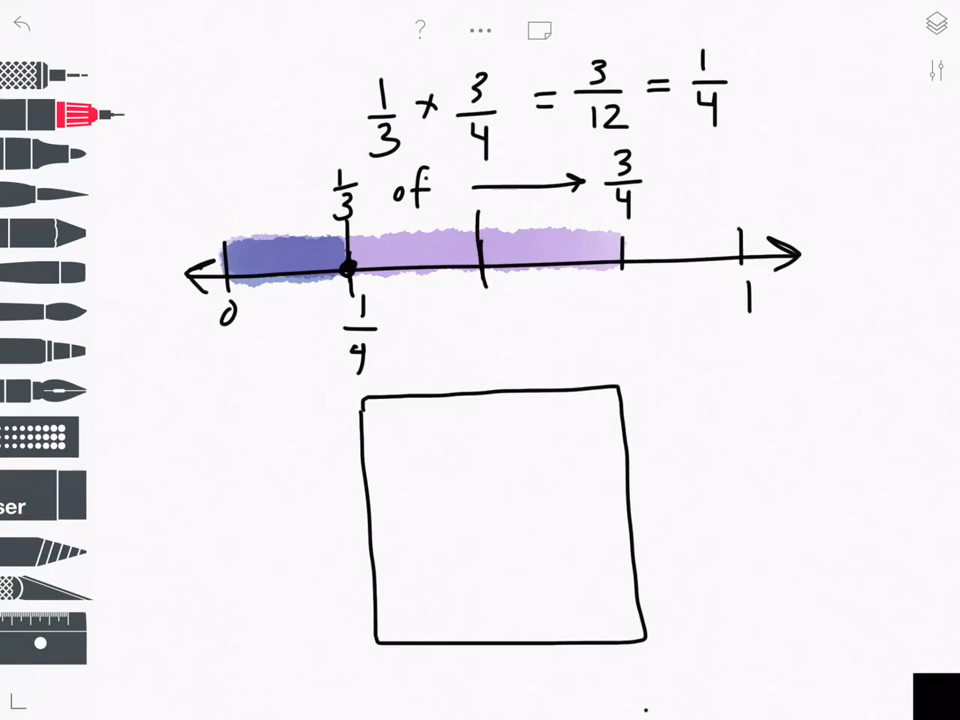 1/3 × 3/4 = 3/12 = 1/4
1/3 of → 3/4
0 1
1/4
ser
?